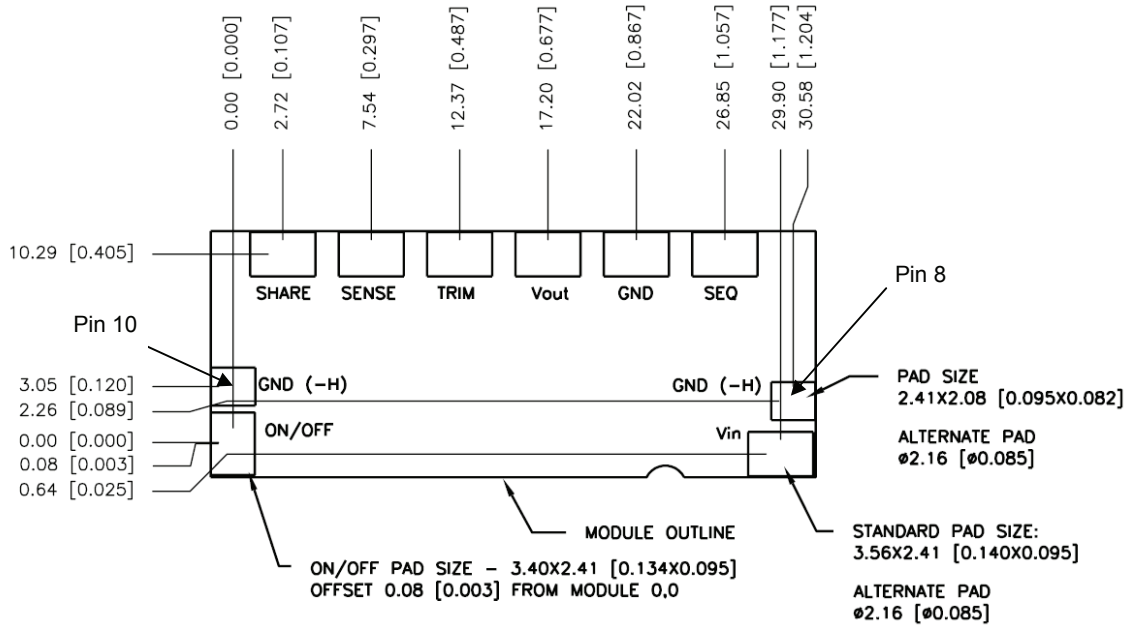 0.00 [0.000]
2.72 [0.107]
7.54 [0.297]
12.37 [0.487]
17.20 [0.677]
22.02 [0.867]
26.85 [1.057]
29.90 [1.177]
30.58 [1.204]
10.29 [0.405]
SHARE
SENSE
TRIM
Vout
GND
SEQ
Pin 8
Pin 10
3.05 [0.120]
2.26 [0.089]
0.00 [0.000]
0.08 [0.003]
0.64 [0.025]
GND (-H)
ON/OFF
GND (-H)
Vin
PAD SIZE
2.41X2.08 [0.095X0.082]
ALTERNATE PAD
ø2.16 [ø0.085]
MODULE OUTLINE
ON/OFF PAD SIZE - 3.40X2.41 [0.134X0.095]
OFFSET 0.08 [0.003] FROM MODULE 0,0
STANDARD PAD SIZE:
3.56X2.41 [0.140X0.095]
ALTERNATE PAD
ø2.16 [ø0.085]